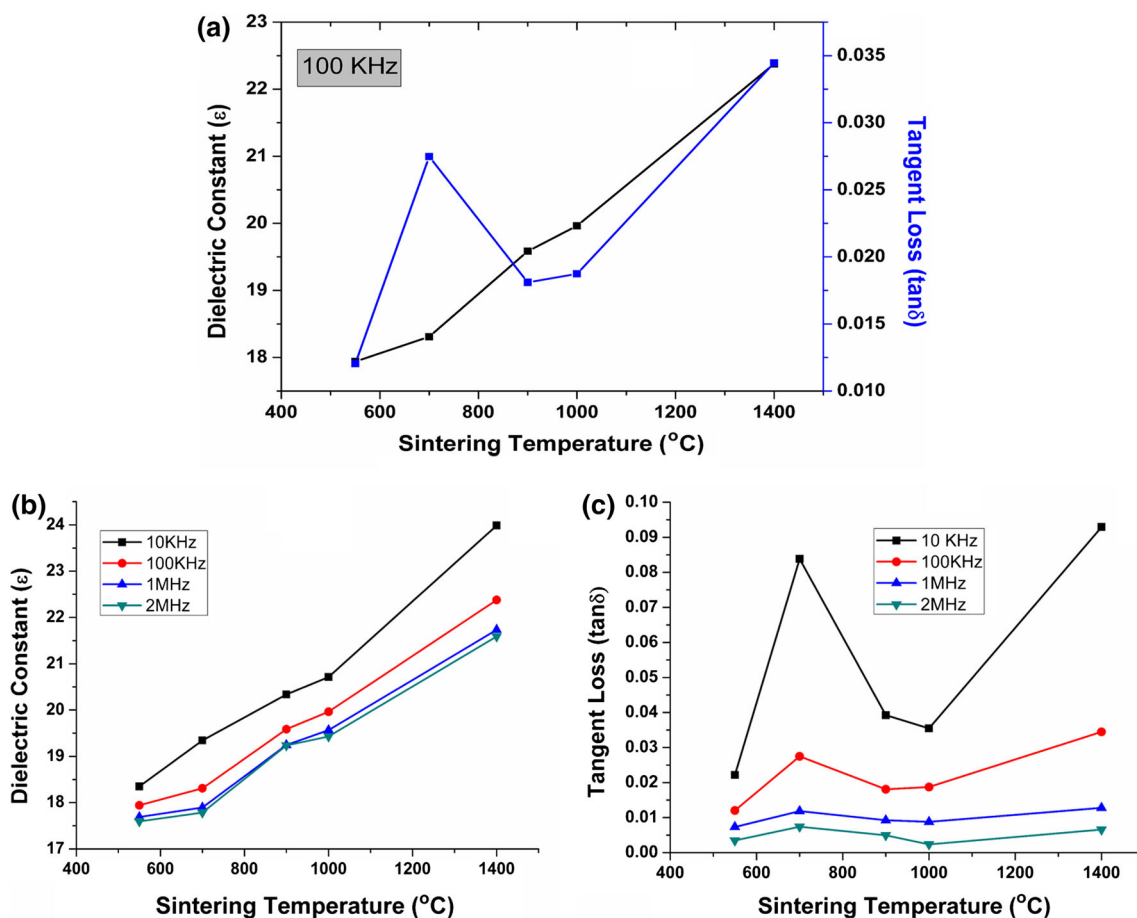 (a)
100 KHz
23
22
21
20
19
18
Dielectric Constant (ε)
0.035
0.030
0.025
0.020
0.015
0.010
Tangent Loss (tanδ)
400 600 800 1000 1200 1400
Sintering Temperature (°C)
(b)
24
23
22
21
20
19
18
17
Dielectric Constant (ε)
10KHz
100KHz
1MHz
2MHz
400 600 800 1000 1200 1400
Sintering Temperature (°C)
(c)
0.10
0.09
0.08
0.07
0.06
0.05
0.04
0.03
0.02
0.01
0.00
Tangent Loss (tanδ)
10 KHz
100KHz
1MHz
2MHz
400 600 800 1000 1200 1400
Sintering Temperature (°C)